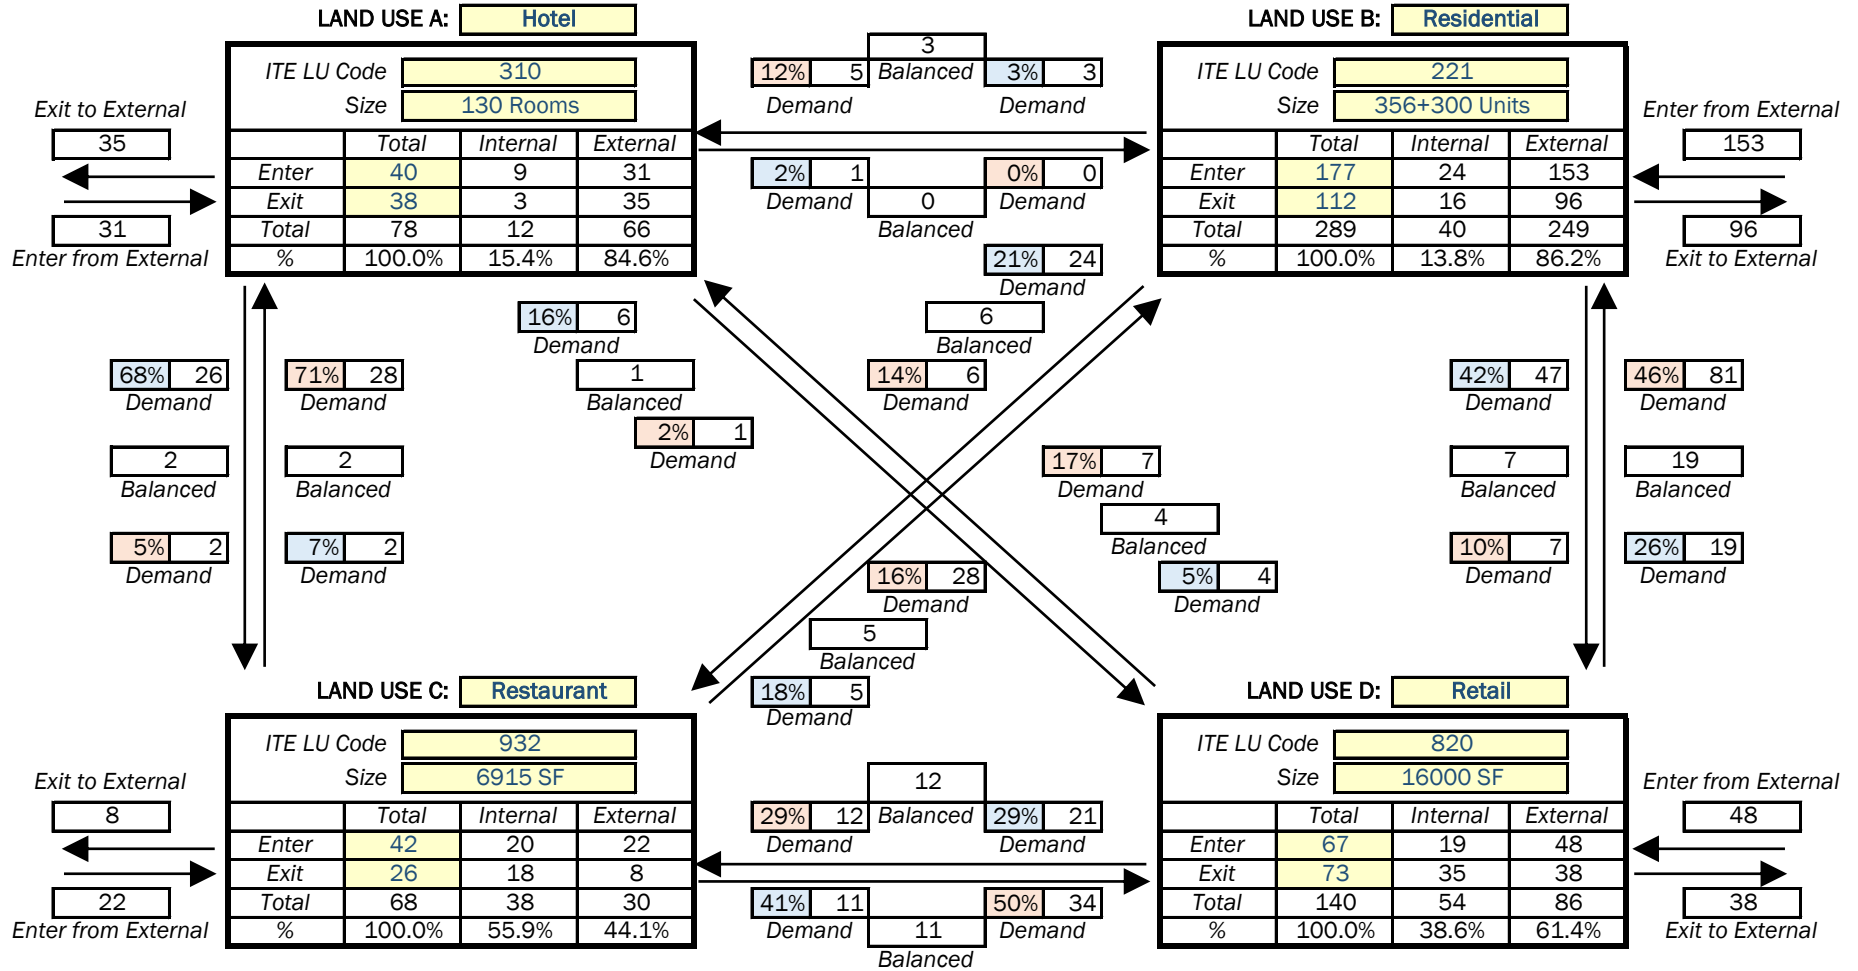 LAND USE A: Hotel
LAND USE B: Residential
3
ITE LU Code 310
12% 5 Balanced 3% 3
ITE LU Code 221
Size 130 Rooms
Demand Demand
Size 356+300 Units
Exit to External
Enter from External
35
Total Internal External
Total Internal External
153
Enter 40 9 31
2% 1 0% 0
Enter 177 24 153
Exit 38 3 35
Demand 0 Demand
Exit 112 16 96
31
Total 78 12 66
Balanced
Total 289 40 249
96
Enter from External
% 100.0% 15.4% 84.6%
21% 24
% 100.0% 13.8% 86.2%
Exit to External
Demand
16% 6
6
Demand
Balanced
68% 26 71% 28
1
14% 6
42% 47 46% 81
Demand Demand
Balanced
Demand
Demand Demand
2% 1
2 2
Demand
17% 7
7 19
Balanced Balanced
Demand
Balanced Balanced
4
5% 2 7% 2
Balanced
10% 7 26% 19
Demand Demand
16% 28
5% 4
Demand Demand
Demand
Demand
5
Balanced
LAND USE C: Restaurant
18% 5
LAND USE D: Retail
Demand
ITE LU Code 932
ITE LU Code 820
Size 6915 SF
12
Size 16000 SF
Exit to External
Enter from External
8
Total Internal External
29% 12 Balanced 29% 21
Total Internal External
48
Enter 42 20 22
Demand Demand
Enter 67 19 48
Exit 26 18 8
Exit 73 35 38
22
Total 68 38 30
41% 11 50% 34
Total 140 54 86
38
Enter from External
% 100.0% 55.9% 44.1%
Demand 11 Demand
% 100.0% 38.6% 61.4%
Exit to External
Balanced